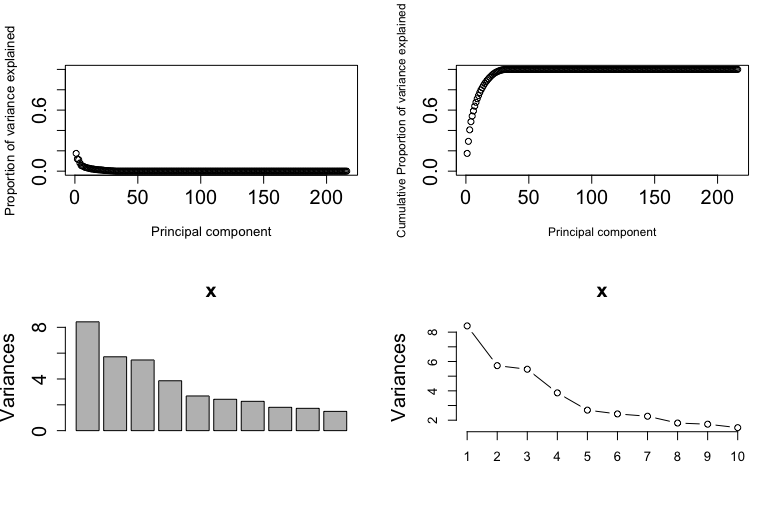 Proportion of variance explained
0.6
0.0
0 50 100 150 200
Principal component
Cumulative Proportion of variance explained
0.6
0.0
0 50 100 150 200
Principal component
x
Variances
8
4
0
x
Variances
8
6
4
2
1 2 3 4 5 6 7 8 9 10